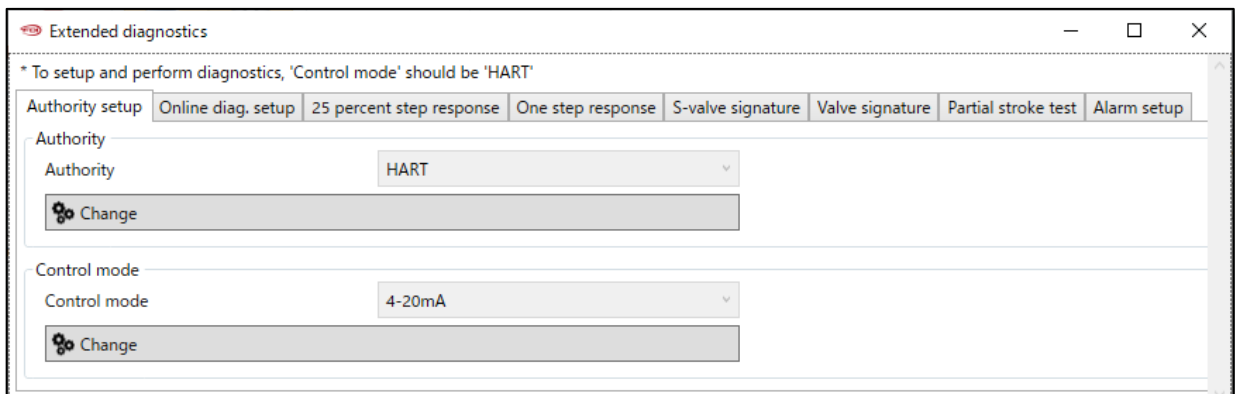 Extended diagnostics
* To setup and perform diagnostics, 'Control mode' should be 'HART'
Authority setup Online diag. setup 25 percent step response One step response S-valve signature Valve signature Partial stroke test Alarm setup
Authority
Authority HART
Change
Control mode
Control mode 4-20mA
Change